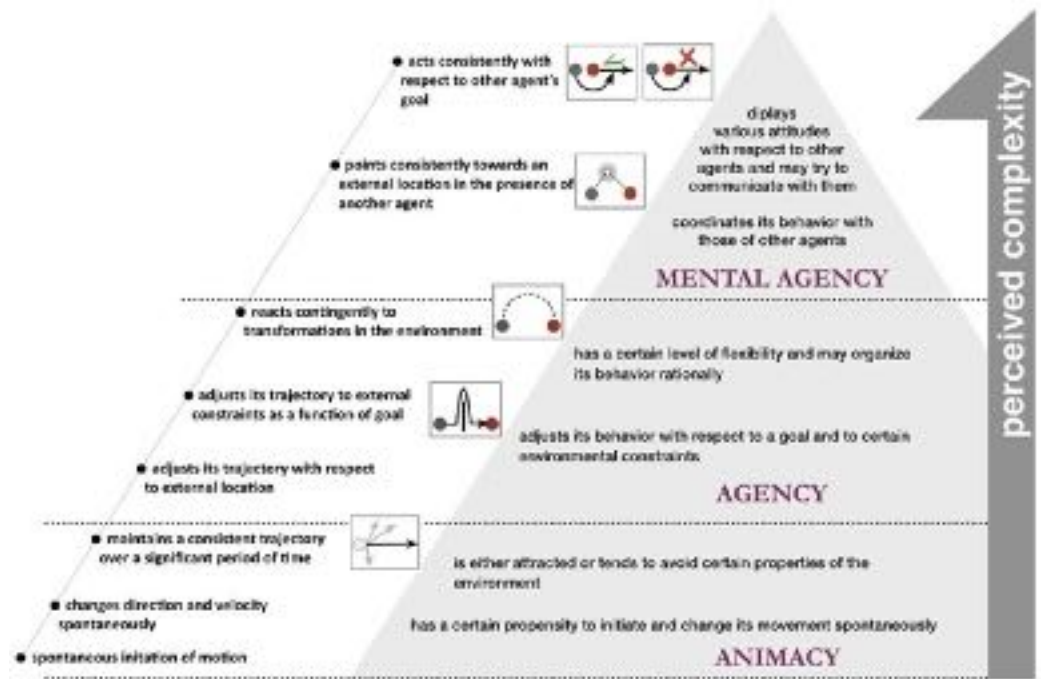 acts consistently with
respect to other agent's
goal
points consistently towards an
external location in the presence of
another agent
reacts contingently to
transformations in the environment
adjusts its trajectory to external
constraints as a function of goal
adjusts its trajectory with respect
to external location
maintains a consistent trajectory
over a significant period of time
changes direction and velocity
spontaneously
spontaneous initation of motion
diplays
various attitudes
with respect to other
agents and may try to
communicate with them
coordinates its behavior with
those of other agents
MENTAL AGENCY
has a certain level of flexibility and may organize
its behavior rationally
adjusts its behavior with respect to a goal and to certain
environmental constraints
AGENCY
is either attracted or tends to avoid certain properties of the
environment
has a certain propensity to initiate and change its movement spontaneously
ANIMACY
perceived complexity